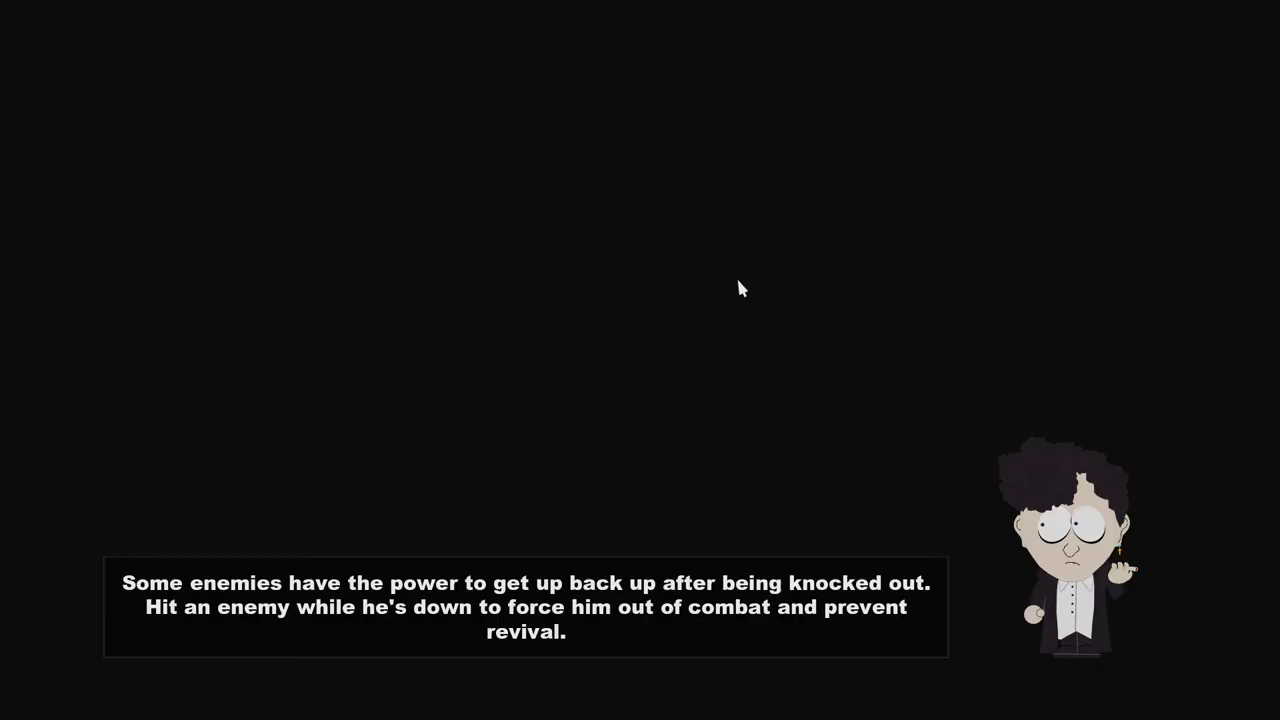 Some enemies have the power to get up back up after being knocked out.
Hit an enemy while he's down to force him out of combat and prevent
revival.